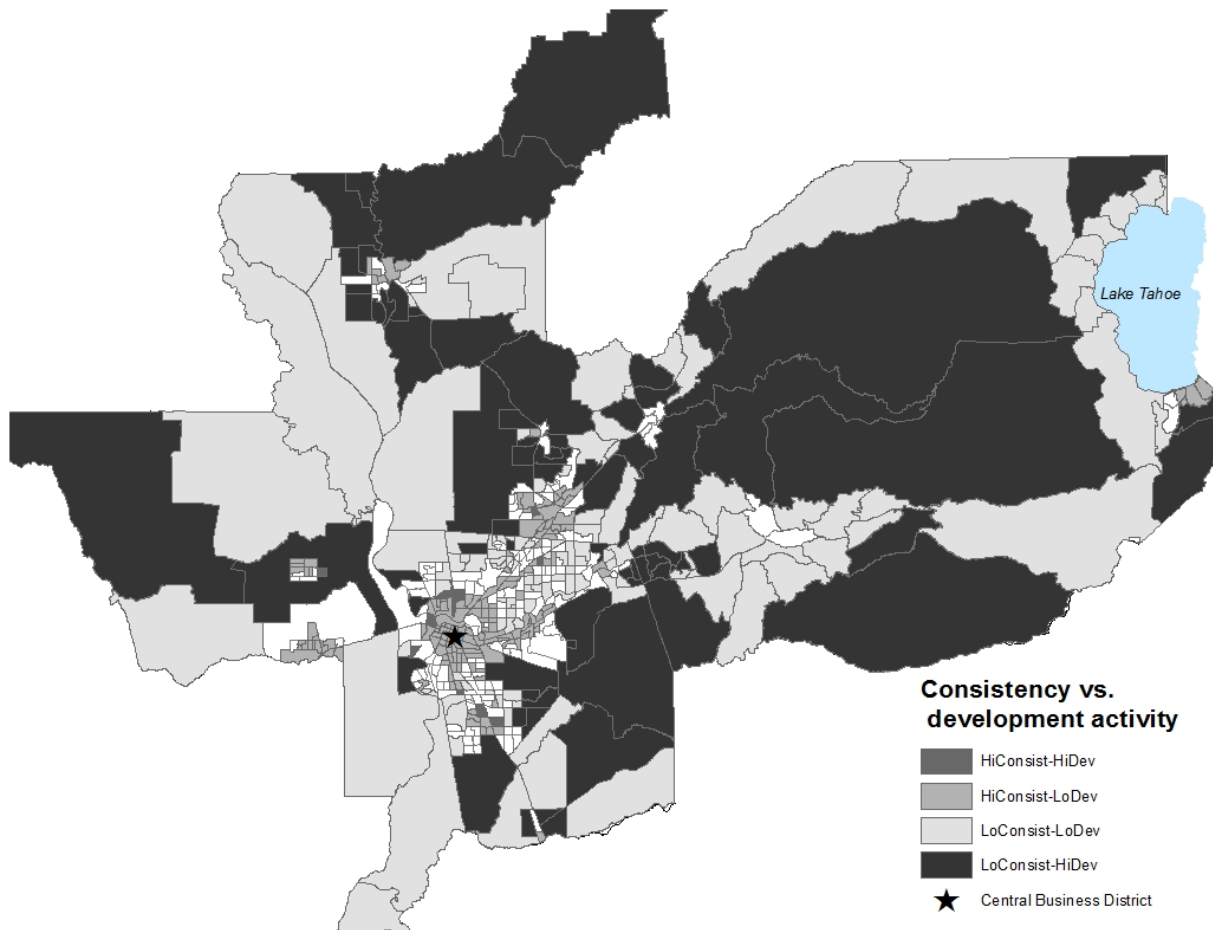 Lake Tahoe
Consistency vs.
development activity
HiConsist-HiDev
HiConsist-LoDev
LoConsist-LoDev
LoConsist-HiDev
Central Business District